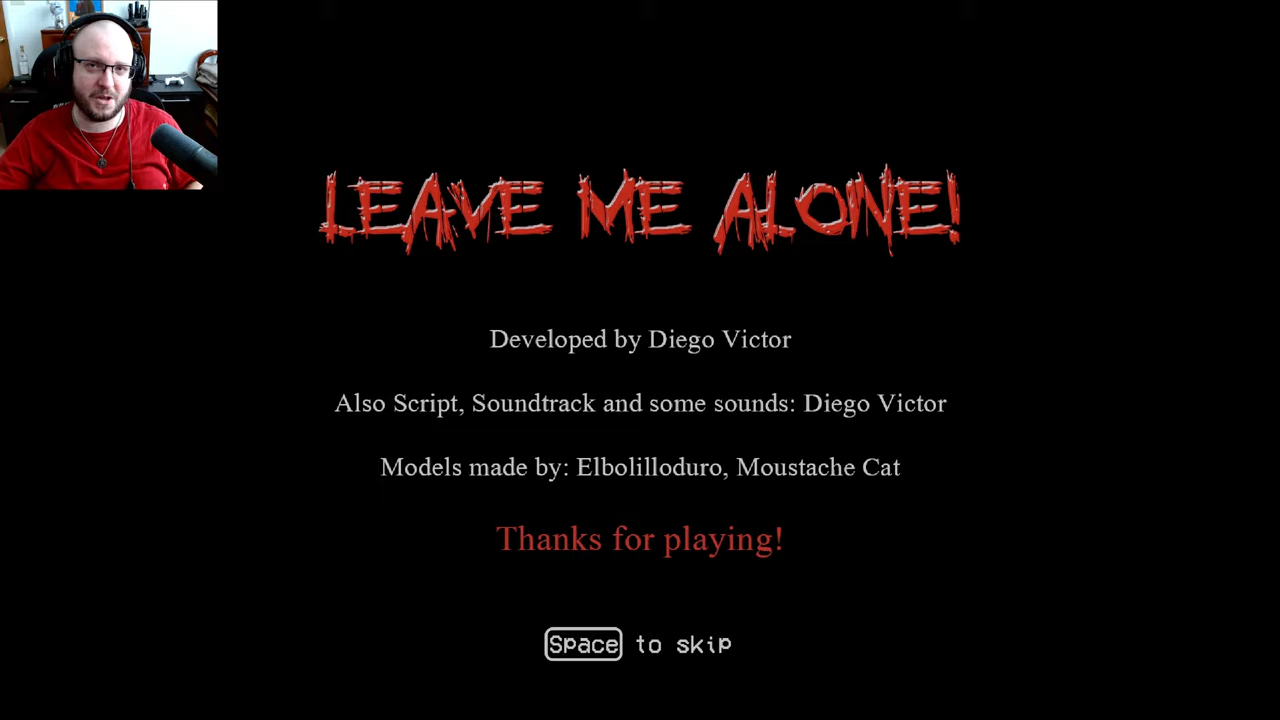 LEAVE ME ALONE!
Developed by Diego Victor
Also Script, Soundtrack and some sounds: Diego Victor
Models made by: Elbolilloduro, Moustache Cat
Thanks for playing!
Space to skip